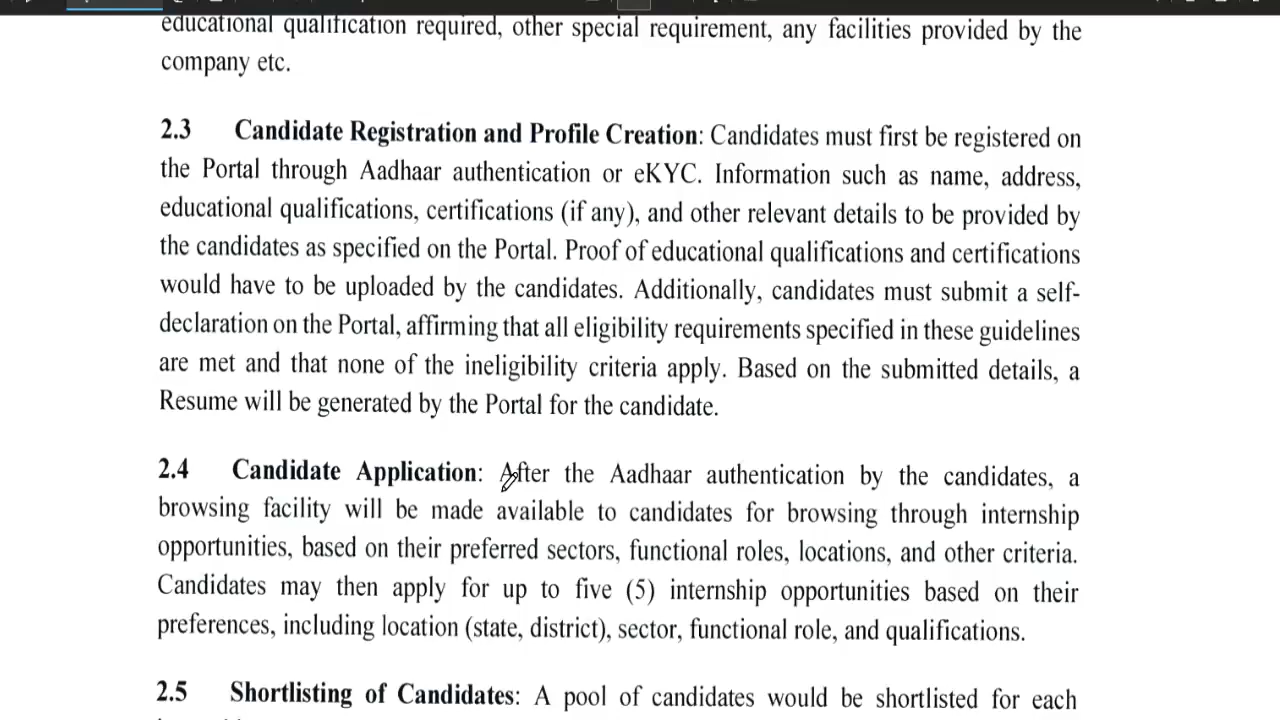 educational qualification required, other special requirement, any facilities provided by the
company etc.
2.3 Candidate Registration and Profile Creation: Candidates must first be registered on
the Portal through Aadhaar authentication or eKYC. Information such as name, address,
educational qualifications, certifications (if any), and other relevant details to be provided by
the candidates as specified on the Portal. Proof of educational qualifications and certifications
would have to be uploaded by the candidates. Additionally, candidates must submit a self-
declaration on the Portal, affirming that all eligibility requirements specified in these guidelines
are met and that none of the ineligibility criteria apply. Based on the submitted details, a
Resume will be generated by the Portal for the candidate.
2.4 Candidate Application: After the Aadhaar authentication by the candidates, a
browsing facility will be made available to candidates for browsing through internship
opportunities, based on their preferred sectors, functional roles, locations, and other criteria.
Candidates may then apply for up to five (5) internship opportunities based on their
preferences, including location (state, district), sector, functional role, and qualifications.
2.5 Shortlisting of Candidates: A pool of candidates would be shortlisted for each